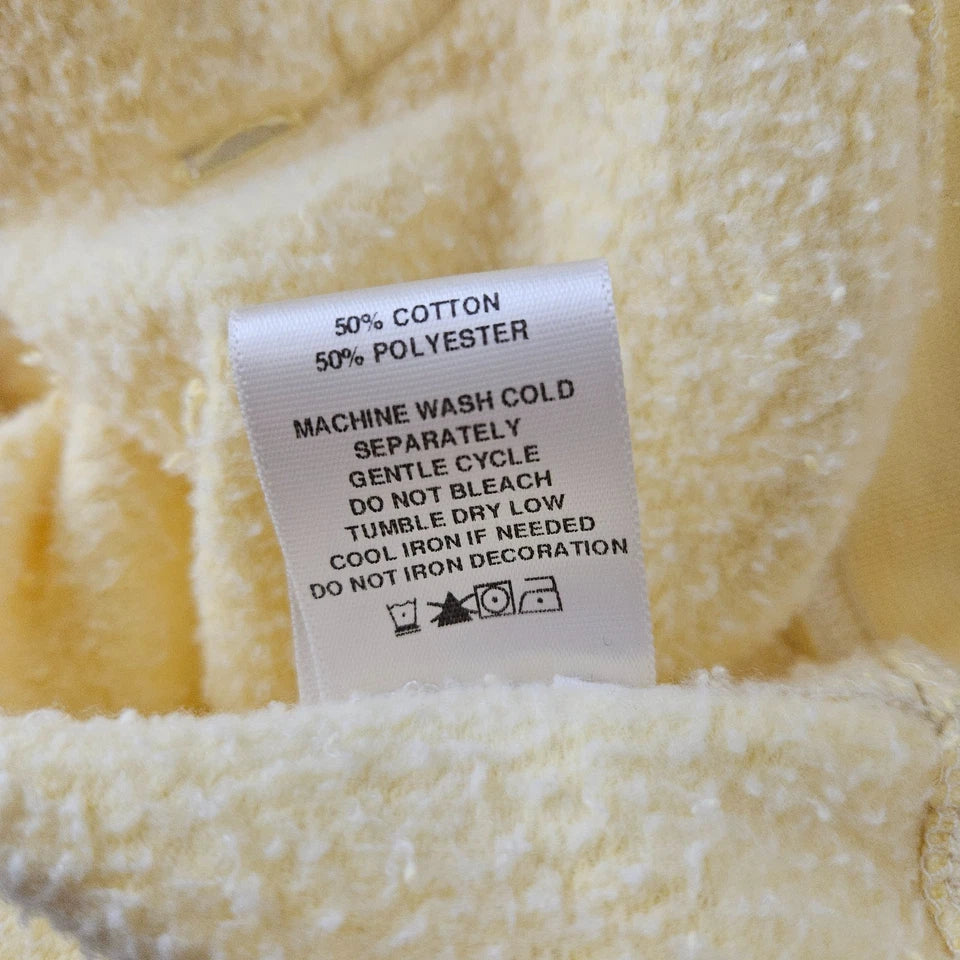 50% COTTON
50% POLYESTER
MACHINE WASH COLD
SEPARATELY
GENTLE CYCLE
DO NOT BLEACH
TUMBLE DRY LOW
COOL IRON IF NEEDED
DO NOT IRON DECORATION